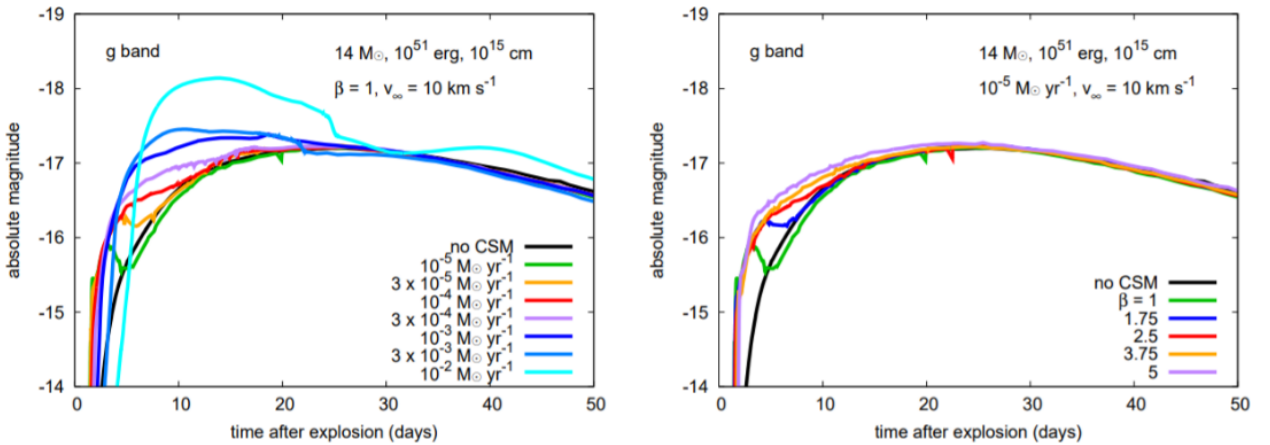 -19
-18
-17
-16
-15
-14
absolute magnitude
g band
14 M☉, 10⁵¹ erg, 10¹⁵ cm
β = 1, v∞ = 10 km s⁻¹
no CSM
10⁻⁵ M☉ yr⁻¹
3 x 10⁻⁵ M☉ yr⁻¹
10⁻⁴ M☉ yr⁻¹
3 x 10⁻⁴ M☉ yr⁻¹
10⁻³ M☉ yr⁻¹
3 x 10⁻³ M☉ yr⁻¹
10⁻² M☉ yr⁻¹
0 10 20 30 40 50
time after explosion (days)
-19
-18
-17
-16
-15
-14
absolute magnitude
g band
14 M☉, 10⁵¹ erg, 10¹⁵ cm
10⁻⁵ M☉ yr⁻¹, v∞ = 10 km s⁻¹
no CSM
β = 1
1.75
2.5
3.75
5
0 10 20 30 40 50
time after explosion (days)